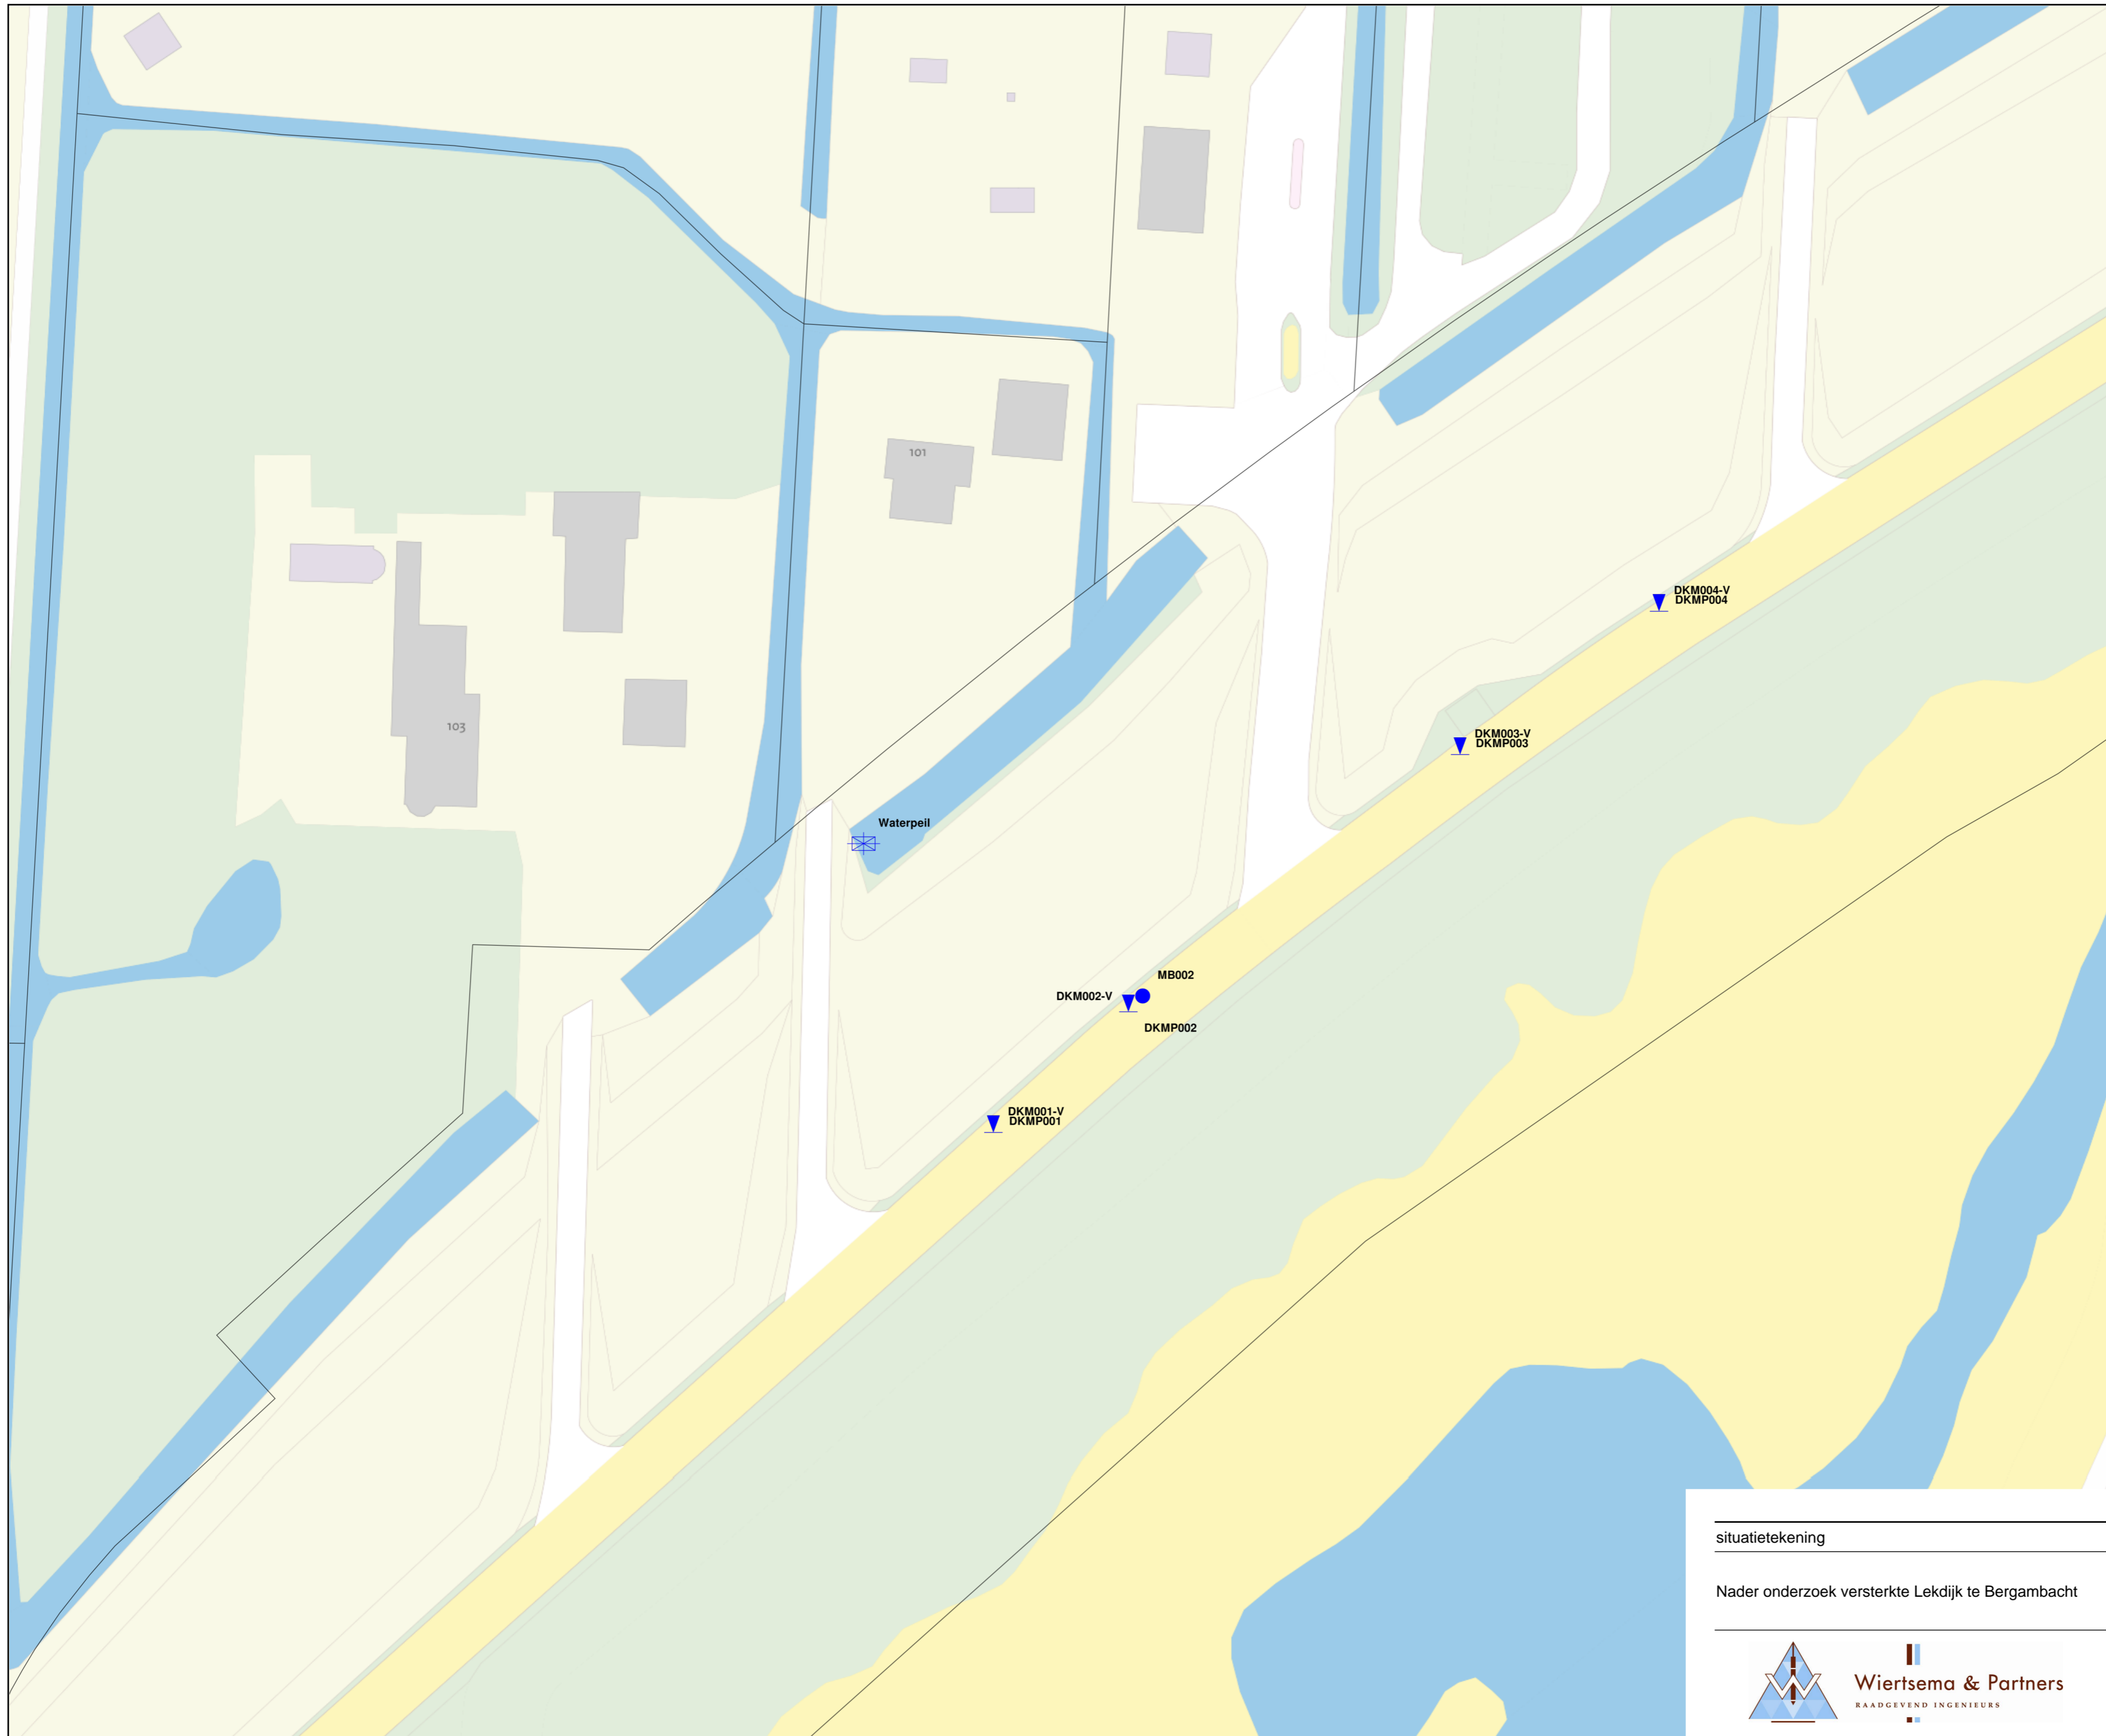 101
DKM004-V
DKMP004
103
DKM003-V
DKMP003
Waterpeil
MB002
DKM002-V
DKMP002
DKM001-V
DKMP001
situatietekening
Nader onderzoek versterkte Lekdijk te Bergambacht
Wiertsema & Partners
RAADGEVEND INGENIEURS